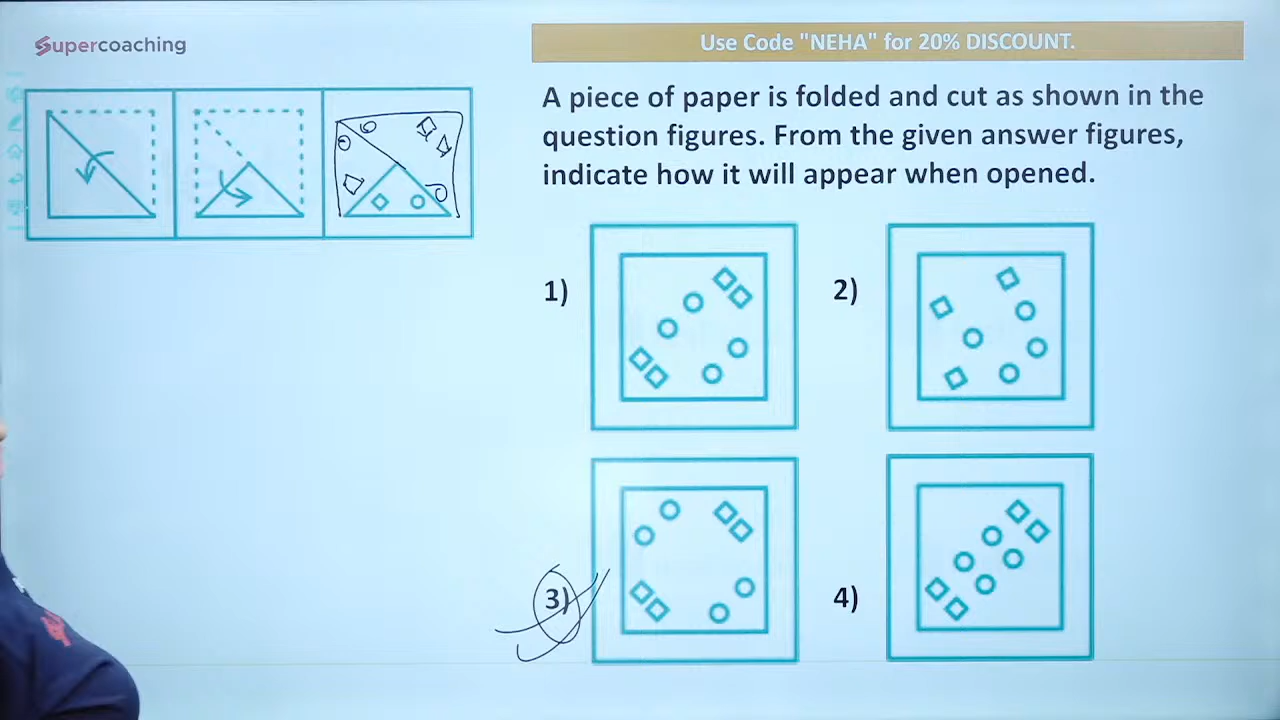 Supercoaching
Use Code "NEHA" for 20% DISCOUNT.
A piece of paper is folded and cut as shown in the
question figures. From the given answer figures,
indicate how it will appear when opened.
1)
2)
3)
4)